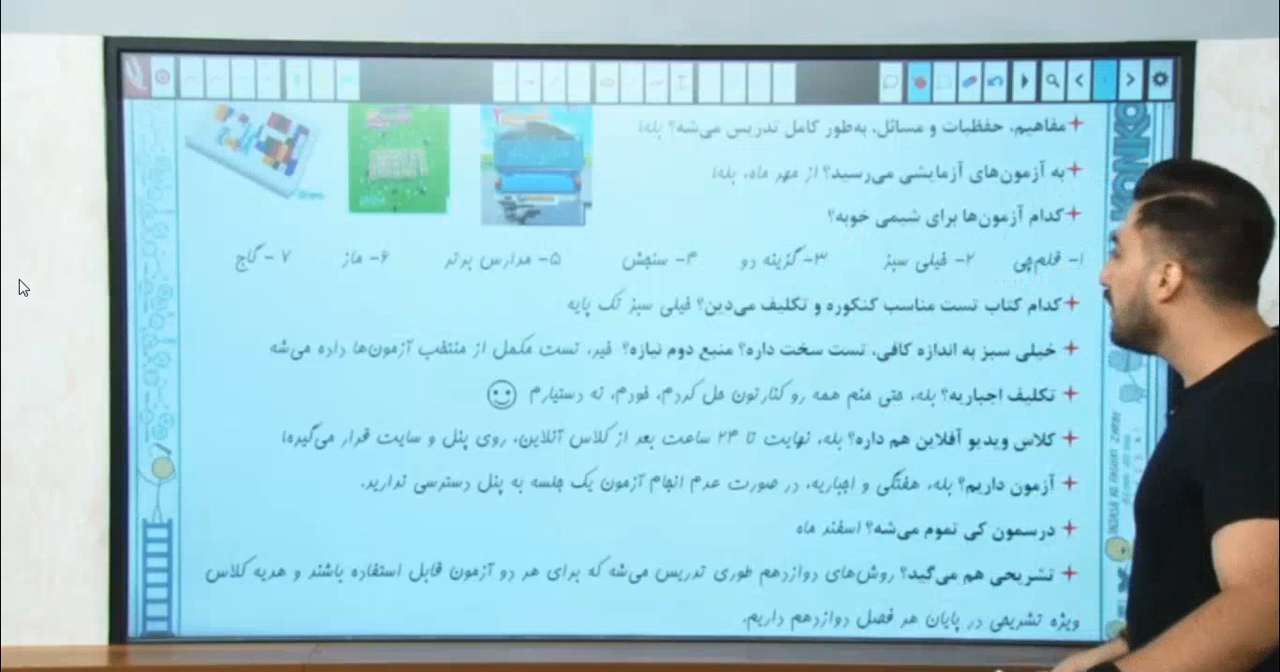 مفاهیم، حفظیات و مسائل، به‌طور کامل تدریس می‌شه؟ بله!
به آزمون‌های آزمایشی می‌رسید؟ از مهر ماه، بله!
کدام آزمون‌ها برای شیمی خوبه؟
۱- قلم‌چی ۲- خیلی سبز ۳- گزینه دو ۴- سنجش ۵- مدارس برتر ۶- ماز ۷- گاج
کدام کتاب تست مناسب کنکوره و تکلیف می‌دین؟ خیلی سبز تک پایه
خیلی سبز به اندازه کافی، تست سخت داره؟ منبع دوم نیازه؟ خیر، تست مکمل از منتخب آزمون‌ها داده می‌شه
تکلیف اجباریه؟ بله، حتی منم همه رو کنارتون حل کردم، خودم، نه دستیارم
کلاس ویدیو آفلاین هم داره؟ بله، نهایت تا ۲۴ ساعت بعد از کلاس آنلاین، روی پنل و سایت قرار می‌گیره!
آزمون داریم؟ بله، هفتگی و اجباریه، در صورت عدم انجام آزمون یک جلسه به پنل دسترسی ندارید.
درسمون کی تموم می‌شه؟ اسفند ماه
تشریحی هم می‌گید؟ روش‌های دوازدهم طوری تدریس می‌شه که برای هر دو آزمون قابل استفاده باشند و هدیه کلاس
ویژه تشریحی در پایان هر فصل دوازدهم داریم.